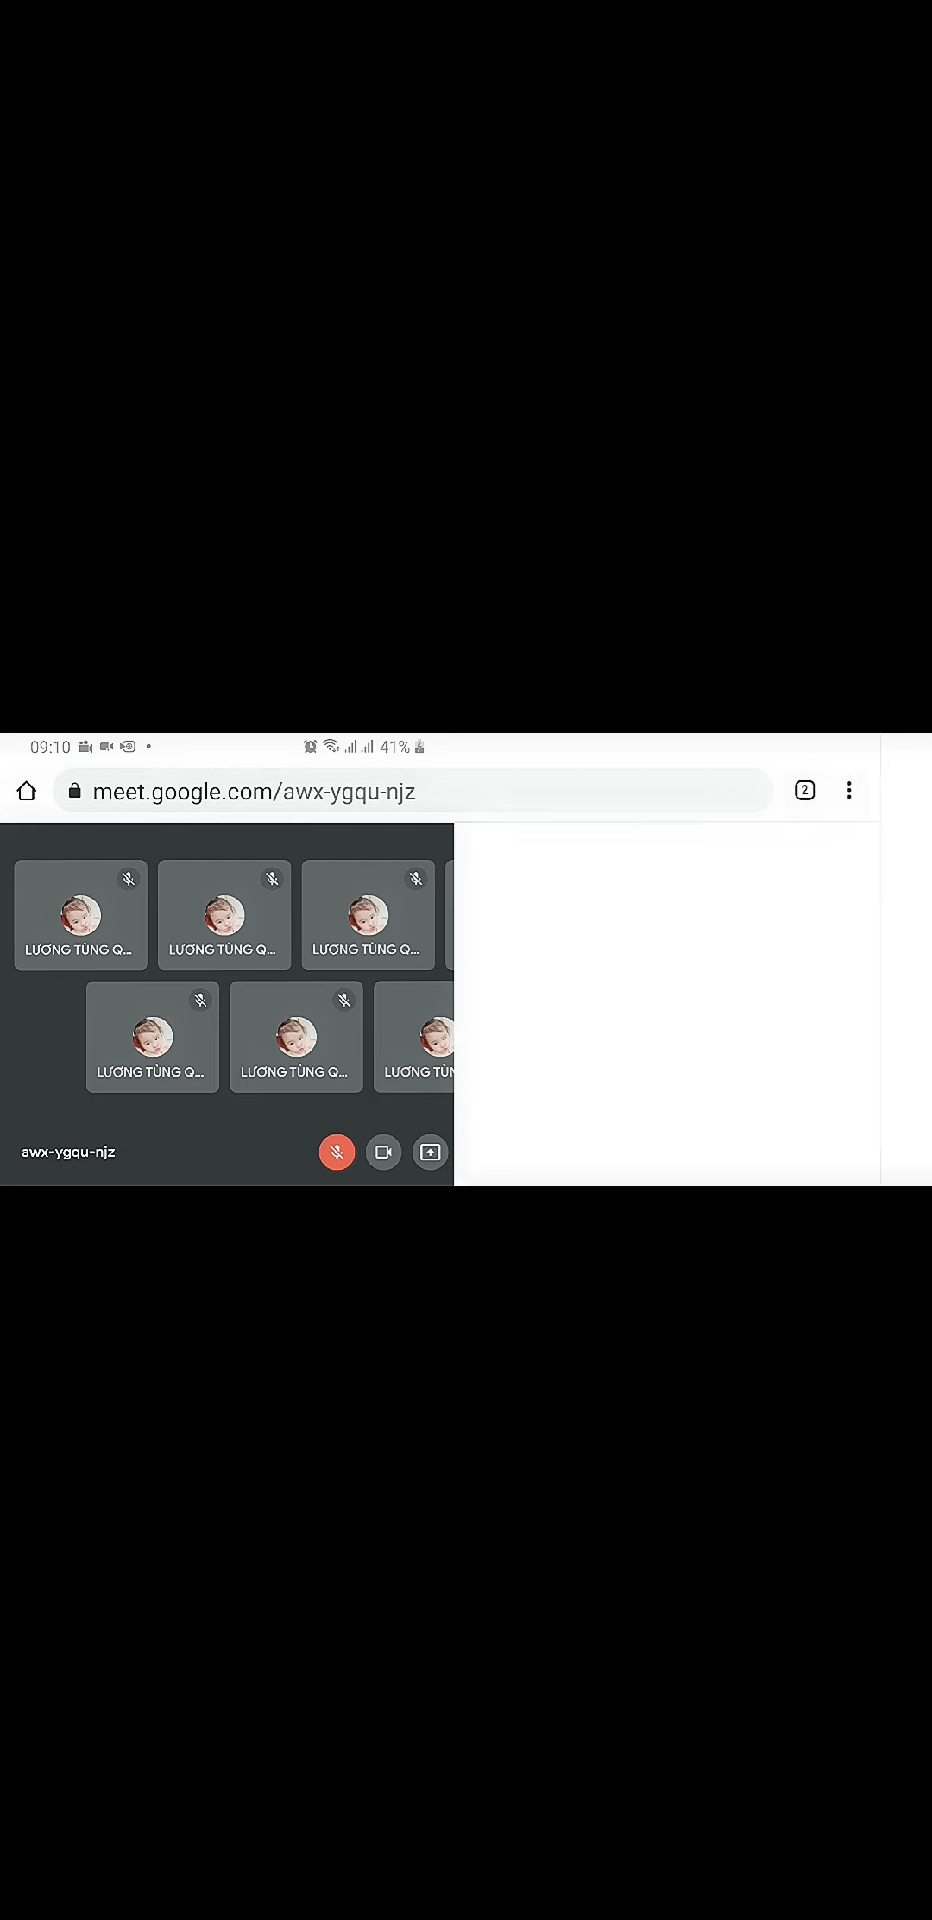 09:10 41%
meet.google.com/awx-ygqu-njz
2
LƯƠNG TÙNG Q... LƯƠNG TÙNG Q... LƯƠNG TÙNG Q...
LƯƠNG TÙNG Q... LƯƠNG TÙNG Q... LƯƠNG TÙN
awx-ygqu-njz